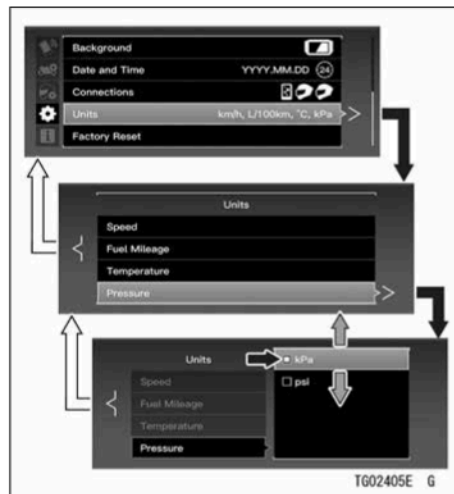 Background
Date and Time YYYY.MM.DD 24
Connections
Units km/h, L/100km, °C, kPa
Factory Reset
Units
Speed
Fuel Mileage
Temperature
Pressure
Units kPa
Speed psi
Fuel Mileage
Temperature
Pressure
TG02405E G